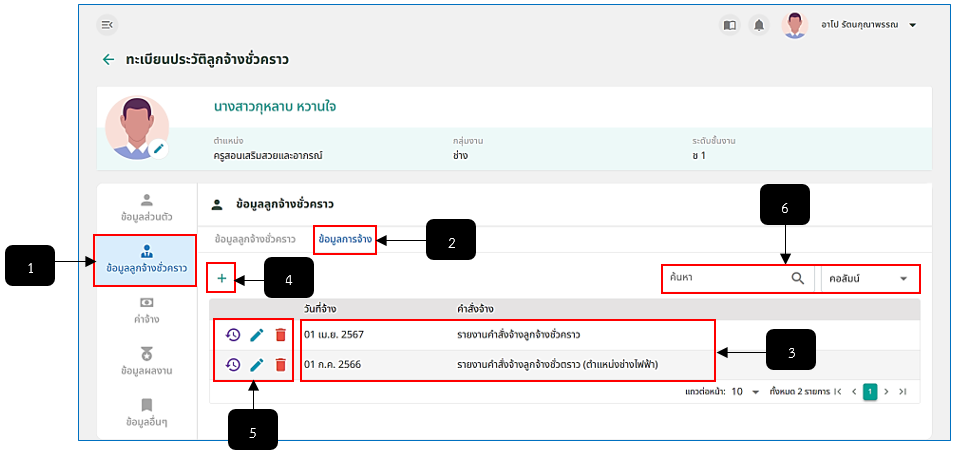 อาโป รัตนกุณาพรรณ
ทะเบียนประวัติลูกจ้างชั่วคราว
นางสาวกุหลาบ หวานใจ
ตำแหน่ง กลุ่มงาน ระดับชั้นงาน
ครูสอนเสริมสวยและอาภรณ์ ช่าง ช 1
ข้อมูลส่วนตัว
ข้อมูลลูกจ้างชั่วคราว
ค่าจ้าง
ข้อมูลผลงาน
ข้อมูลอื่นๆ
ข้อมูลลูกจ้างชั่วคราว
ข้อมูลลูกจ้างชั่วคราว ข้อมูลการจ้าง
ค้นหา คอลัมน์
วันที่จ้าง คำสั่งจ้าง
01 เม.ย. 2567 รายงานคำสั่งจ้างลูกจ้างชั่วคราว
01 ก.ค. 2566 รายงานคำสั่งจ้างลูกจ้างชั่วตราว (ตำแหน่งช่างไฟฟ้า)
แถวต่อหน้า: 10 ทั้งหมด 2 รายการ 1
1
2
3
4
5
6